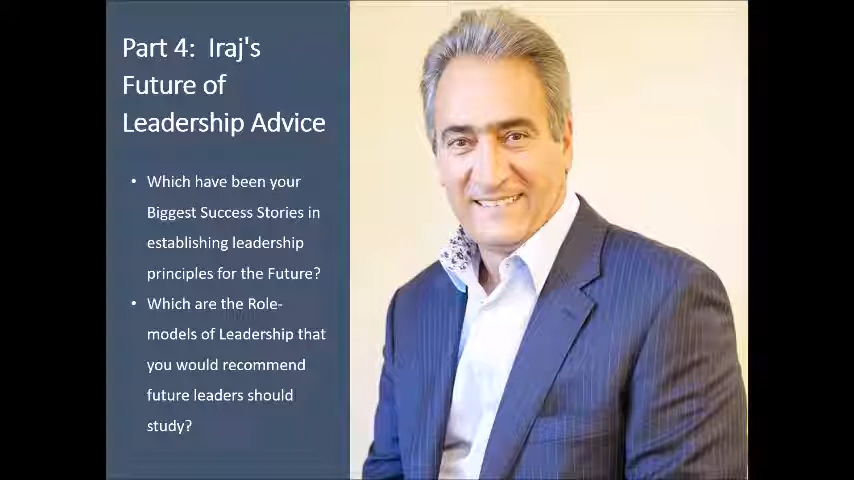 Part 4:  Iraj's
Future of
Leadership Advice
• Which have been your
Biggest Success Stories in
establishing leadership
principles for the Future?
• Which are the Role-
models of Leadership that
you would recommend
future leaders should
study?